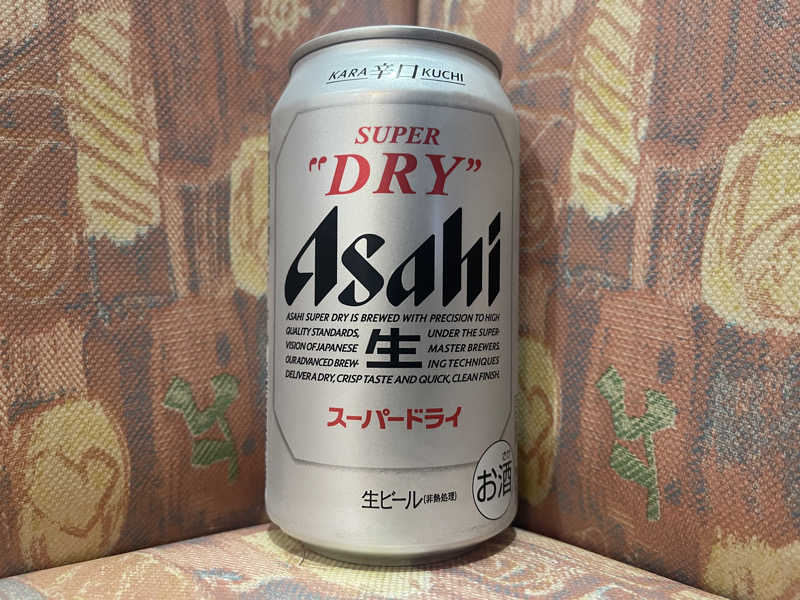 KARA 辛口 KUCHI
SUPER
"DRY"
Asahi
ASAHI SUPER DRY IS BREWED WITH PRECISION TO HIGH
QUALITY STANDARDS, UNDER THE SUPER-
VISION OF JAPANESE MASTER BREWERS.
OUR ADVANCED BREW- ING TECHNIQUES
DELIVER A DRY, CRISP TASTE AND QUICK, CLEAN FINISH.
生
スーパードライ
生ビール(非熱処理)
さけ
お酒